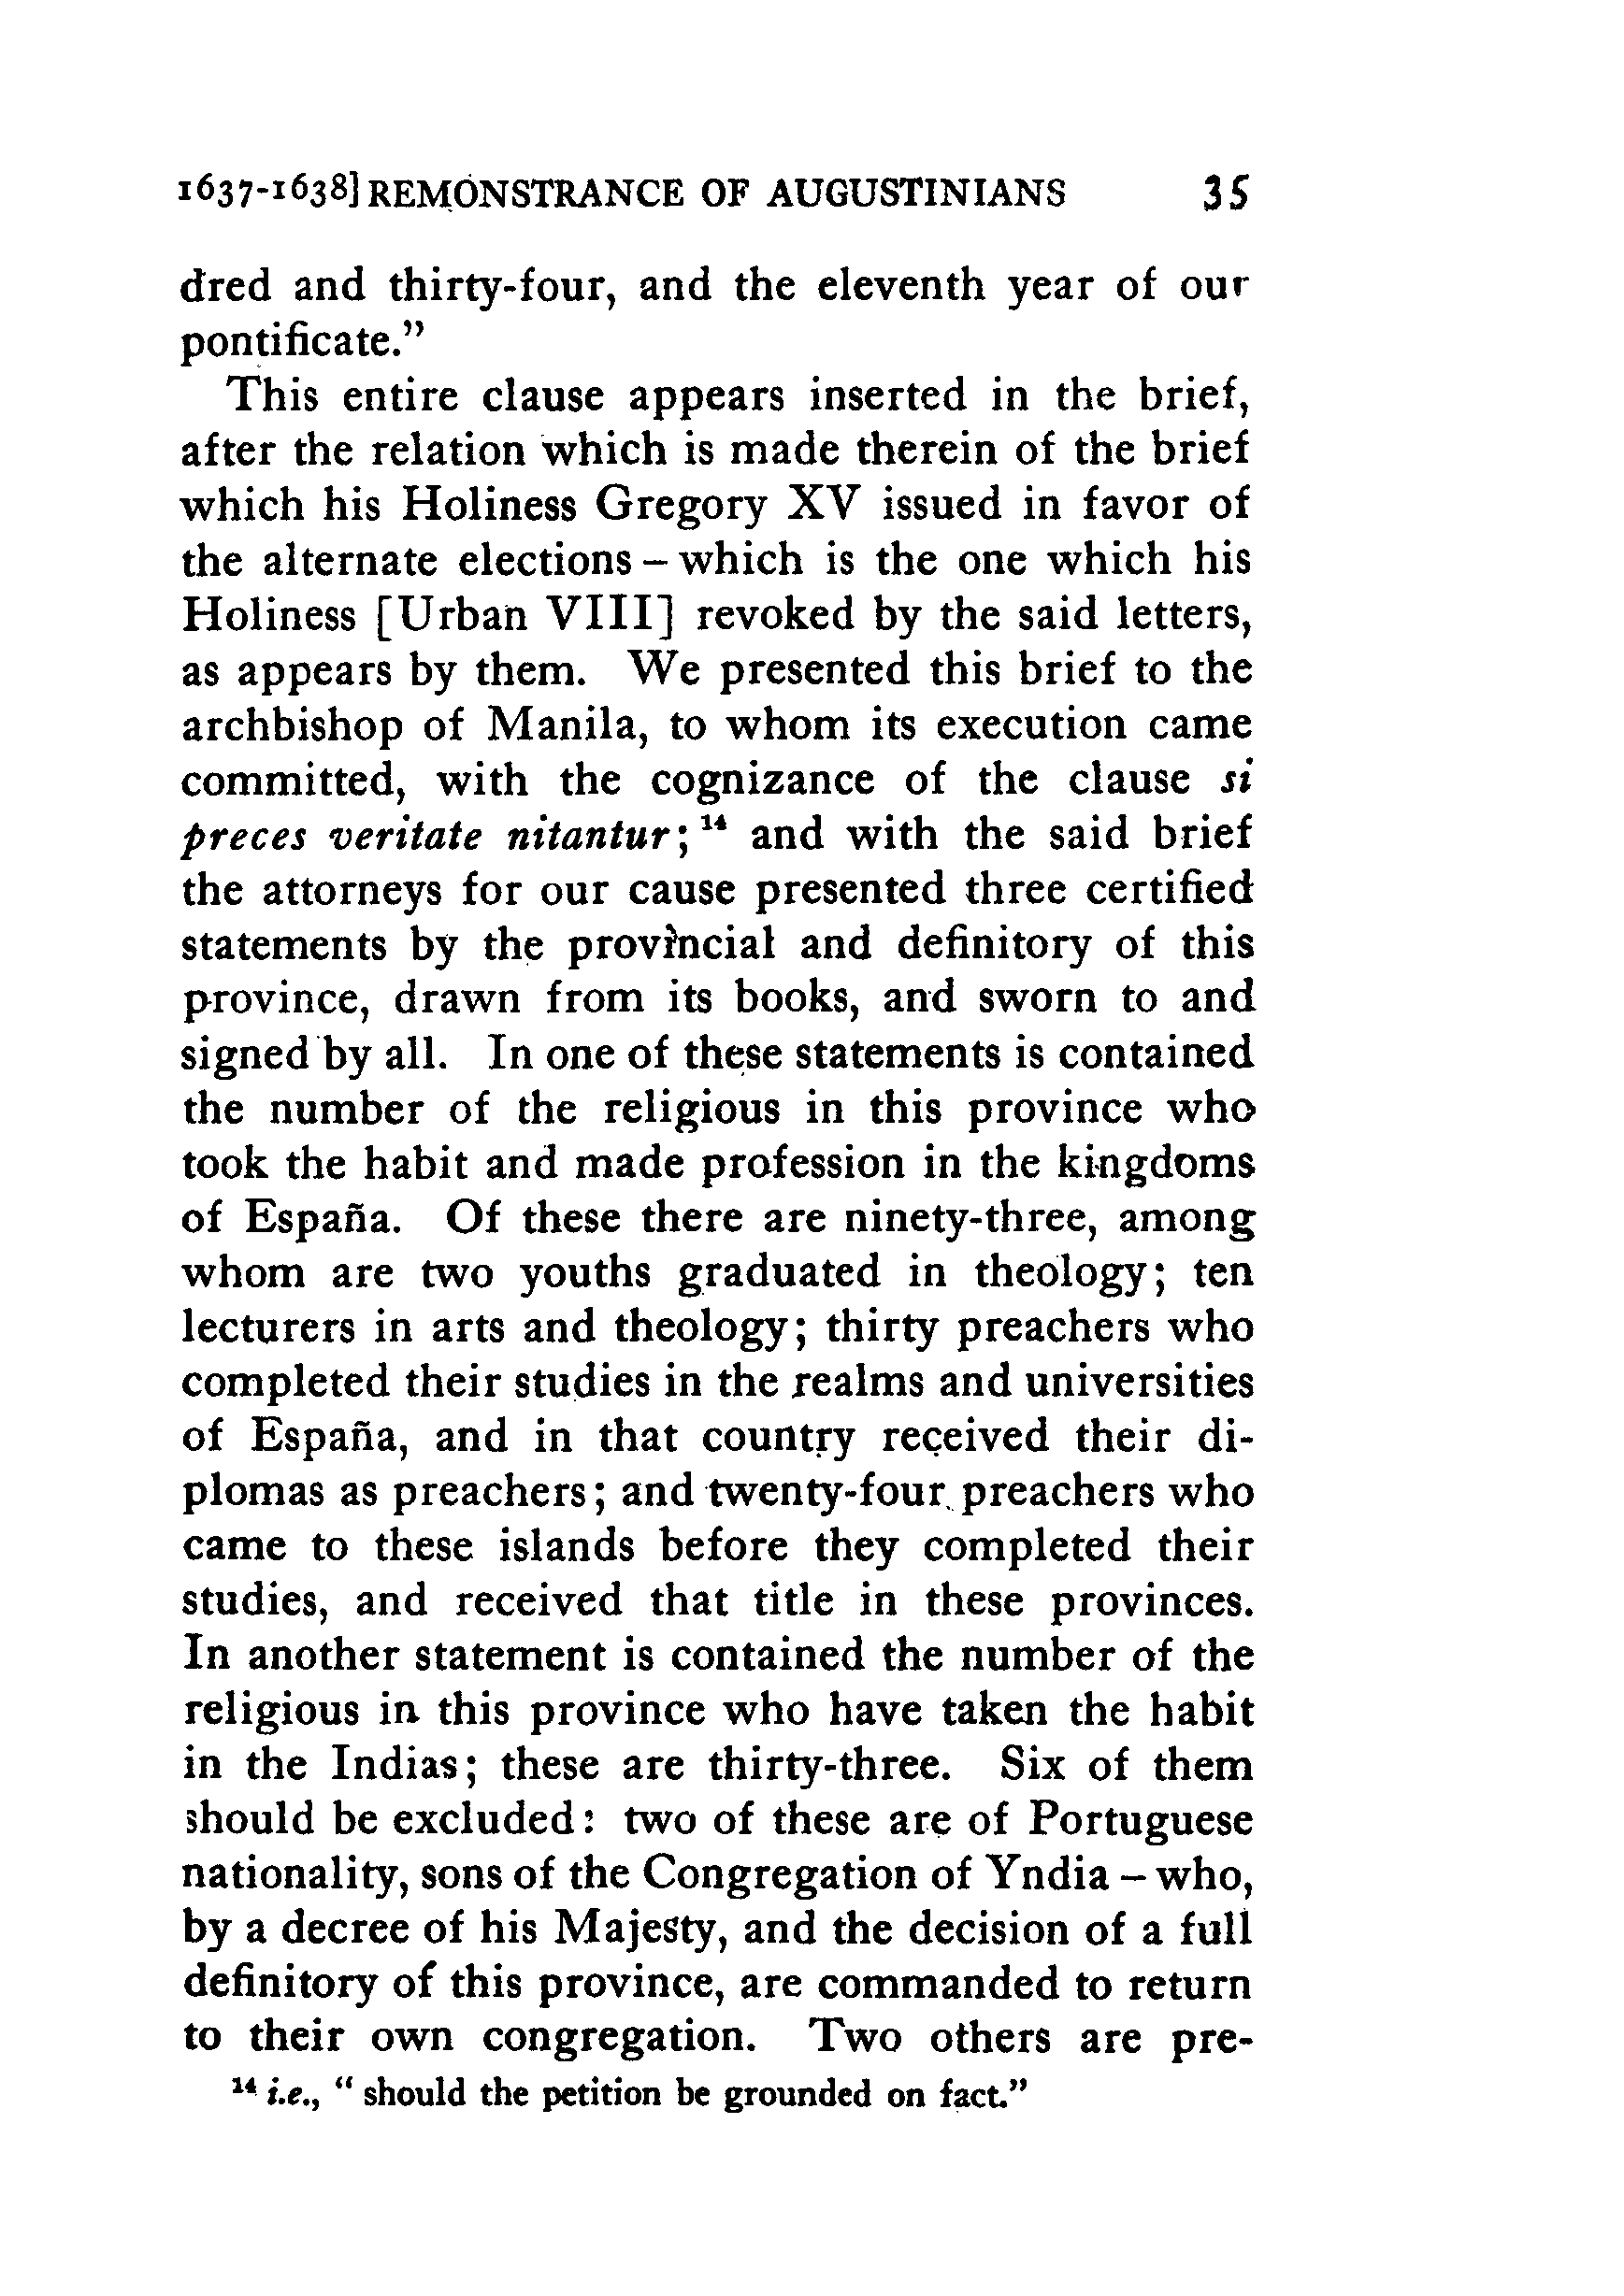 1637-1638] REMONSTRANCE OF AUGUSTINIANS 35
dred and thirty-four, and the eleventh year of our
pontificate.”
This entire clause appears inserted in the brief,
after the relation which is made therein of the brief
which his Holiness Gregory XV issued in favor of
the alternate elections – which is the one which his
Holiness [Urban VIII] revoked by the said letters,
as appears by them. We presented this brief to the
archbishop of Manila, to whom its execution came
committed, with the cognizance of the clause si
preces veritate nitantur; 14 and with the said brief
the attorneys for our cause presented three certified
statements by the provincial and definitory of this
province, drawn from its books, and sworn to and
signed by all. In one of these statements is contained
the number of the religious in this province who
took the habit and made profession in the kingdoms
of España. Of these there are ninety-three, among
whom are two youths graduated in theology; ten
lecturers in arts and theology; thirty preachers who
completed their studies in the realms and universities
of España, and in that country received their di-
plomas as preachers; and twenty-four preachers who
came to these islands before they completed their
studies, and received that title in these provinces.
In another statement is contained the number of the
religious in this province who have taken the habit
in the Indias; these are thirty-three. Six of them
should be excluded: two of these are of Portuguese
nationality, sons of the Congregation of Yndia – who,
by a decree of his Majesty, and the decision of a full
definitory of this province, are commanded to return
to their own congregation. Two others are pre-
14 i.e., “should the petition be grounded on fact.”